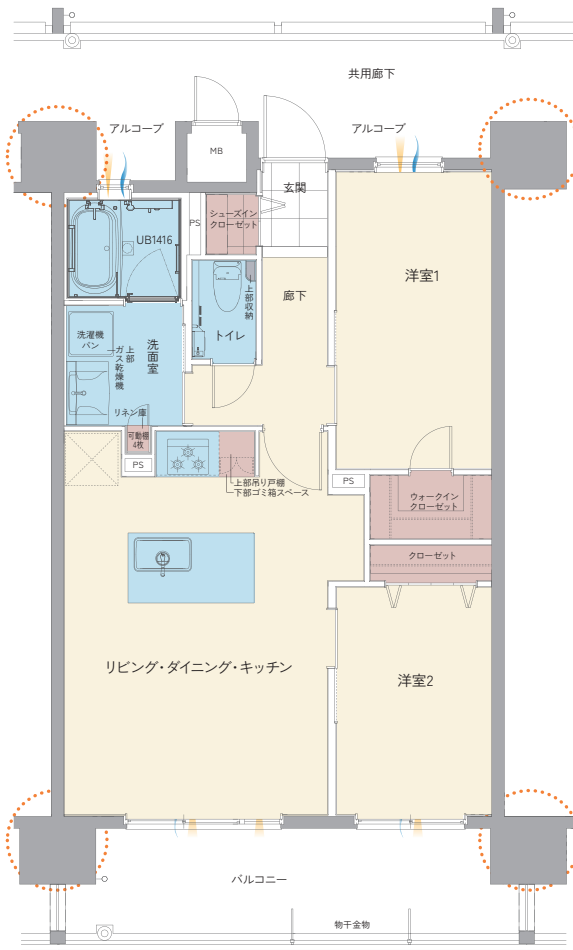 共用廊下
アルコーブ
アルコーブ
MB
玄関
PS
シューズイン
クローゼット
UB1416
洋室1
上部収納
廊下
トイレ
洗濯機
パン
洗面室
上部
ガス乾燥機
リネン庫
可動棚
4枚
PS
上部吊り戸棚
下部ゴミ箱スペース
PS
ウォークイン
クローゼット
クローゼット
リビング・ダイニング・キッチン
洋室2
バルコニー
物干金物